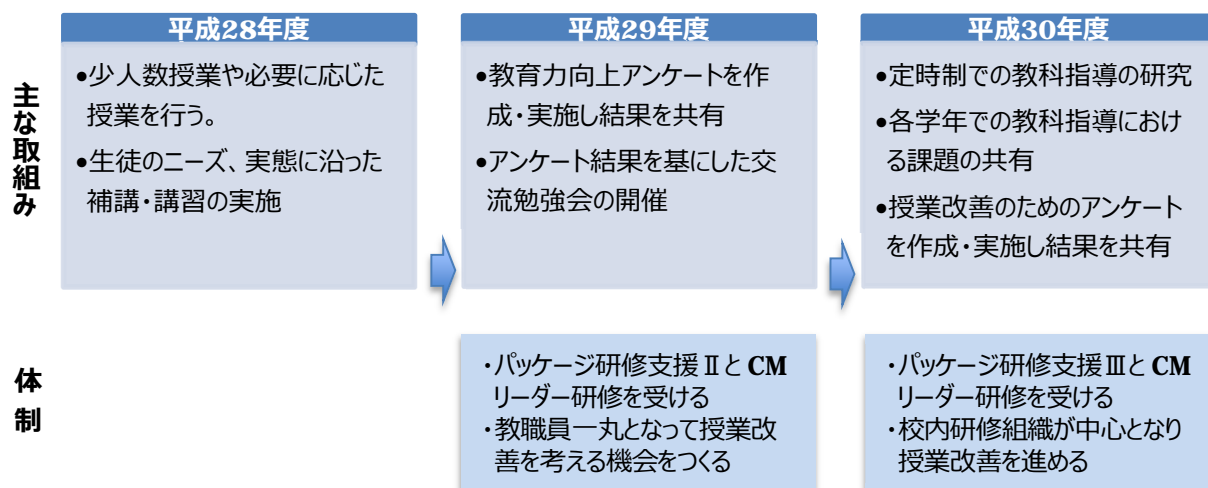 平成28年度
平成29年度
平成30年度
主な取組み
●少人数授業や必要に応じた
授業を行う。
●生徒のニーズ、実態に沿った
補講・講習の実施
●教育力向上アンケートを作
成・実施し結果を共有
●アンケート結果を基にした交
流勉強会の開催
●定時制での教科指導の研究
●各学年での教科指導におけ
る課題の共有
●授業改善のためのアンケート
を作成・実施し結果を共有
体制
・パッケージ研修支援ⅡとCM
リーダー研修を受ける
・教職員一丸となって授業改
善を考える機会をつくる
・パッケージ研修支援ⅢとCM
リーダー研修を受ける
・校内研修組織が中心となり
授業改善を進める